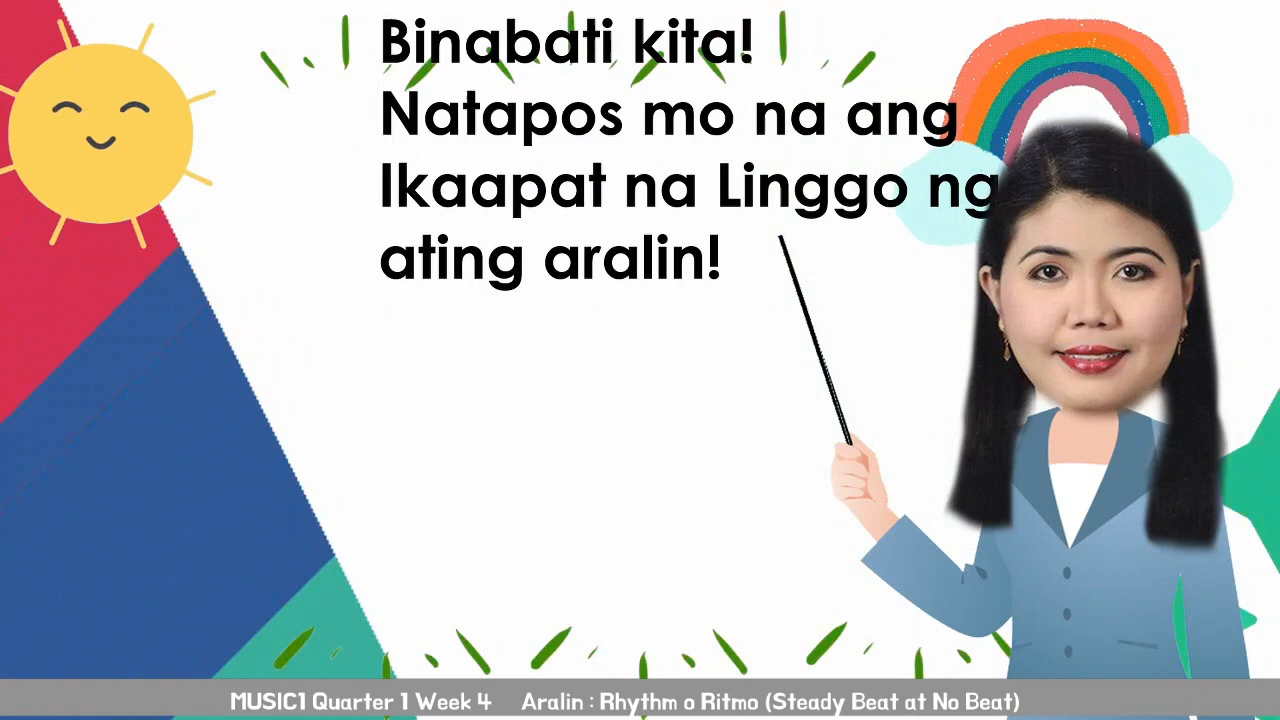 Binabati kita!
Natapos mo na ang
Ikaapat na Linggo ng
ating aralin!
MUSIC1 Quarter 1 Week 4 Aralin : Rhythm o Ritmo (Steady Beat at No Beat)